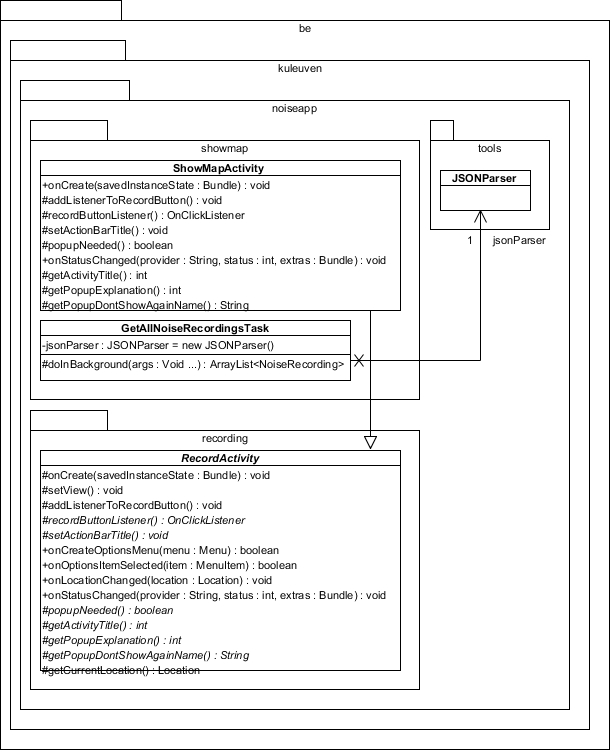 be
kuleuven
noiseapp
showmap
ShowMapActivity
+onCreate(savedInstanceState : Bundle) : void
#addListenerToRecordButton() : void
#recordButtonListener() : OnClickListener
#setActionBarTitle() : void
#popupNeeded() : boolean
+onStatusChanged(provider : String, status : int, extras : Bundle) : void
#getActivityTitle() : int
#getPopupExplanation() : int
#getPopupDontShowAgainName() : String
GetAllNoiseRecordingsTask
-jsonParser : JSONParser = new JSONParser()
#doInBackground(args : Void ...) : ArrayList<NoiseRecording>
tools
JSONParser
1 jsonParser
recording
RecordActivity
#onCreate(savedInstanceState : Bundle) : void
#setView() : void
#addListenerToRecordButton() : void
#recordButtonListener() : OnClickListener
#setActionBarTitle() : void
+onCreateOptionsMenu(menu : Menu) : boolean
+onOptionsItemSelected(item : MenuItem) : boolean
+onLocationChanged(location : Location) : void
+onStatusChanged(provider : String, status : int, extras : Bundle) : void
#popupNeeded() : boolean
#getActivityTitle() : int
#getPopupExplanation() : int
#getPopupDontShowAgainName() : String
#getCurrentLocation() : Location